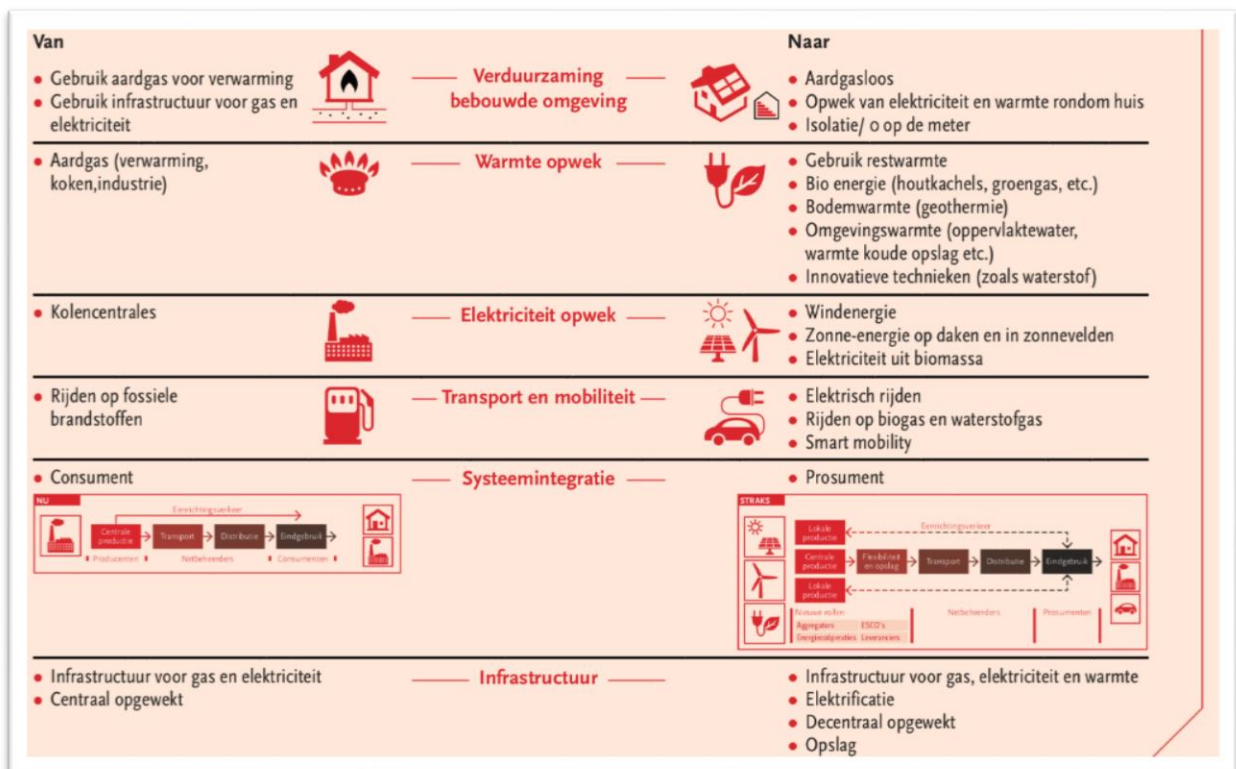 Van
Naar
• Gebruik aardgas voor verwarming
• Gebruik infrastructuur voor gas en
elektriciteit
Verduurzaming
bebouwde omgeving
• Aardgasloos
• Opwek van elektriciteit en warmte rondom huis
• Isolatie/ 0 op de meter
• Aardgas (verwarming,
koken,industrie)
Warmte opwek
• Gebruik restwarmte
• Bio energie (houtkachels, groengas, etc.)
• Bodemwarmte (geothermie)
• Omgevingswarmte (oppervlaktewater,
warmte koude opslag etc.)
• Innovatieve technieken (zoals waterstof)
• Kolencentrales
Elektriciteit opwek
• Windenergie
• Zonne-energie op daken en in zonnevelden
• Elektriciteit uit biomassa
• Rijden op fossiele
brandstoffen
Transport en mobiliteit
• Elektrisch rijden
• Rijden op biogas en waterstofgas
• Smart mobility
• Consument
Systeemintegratie
• Prosument
NU
Eenrichtingsverkeer
Centrale
productie
Transport
Distributie
Eindgebruik
Producenten
Netbeheerders
Consumenten
STRAKS
Lokale
productie
Eenrichtingsverkeer
Centrale
productie
Flexibiliteit
en opslag
Transport
Distributie
Eindgebruik
Lokale
productie
Nieuwe rollen
Netbeheerders
Prosumenten
Aggregators
ESCO's
Energiecoöperaties
Leveranciers
• Infrastructuur voor gas en elektriciteit
• Centraal opgewekt
Infrastructuur
• Infrastructuur voor gas, elektriciteit en warmte
• Elektrificatie
• Decentraal opgewekt
• Opslag